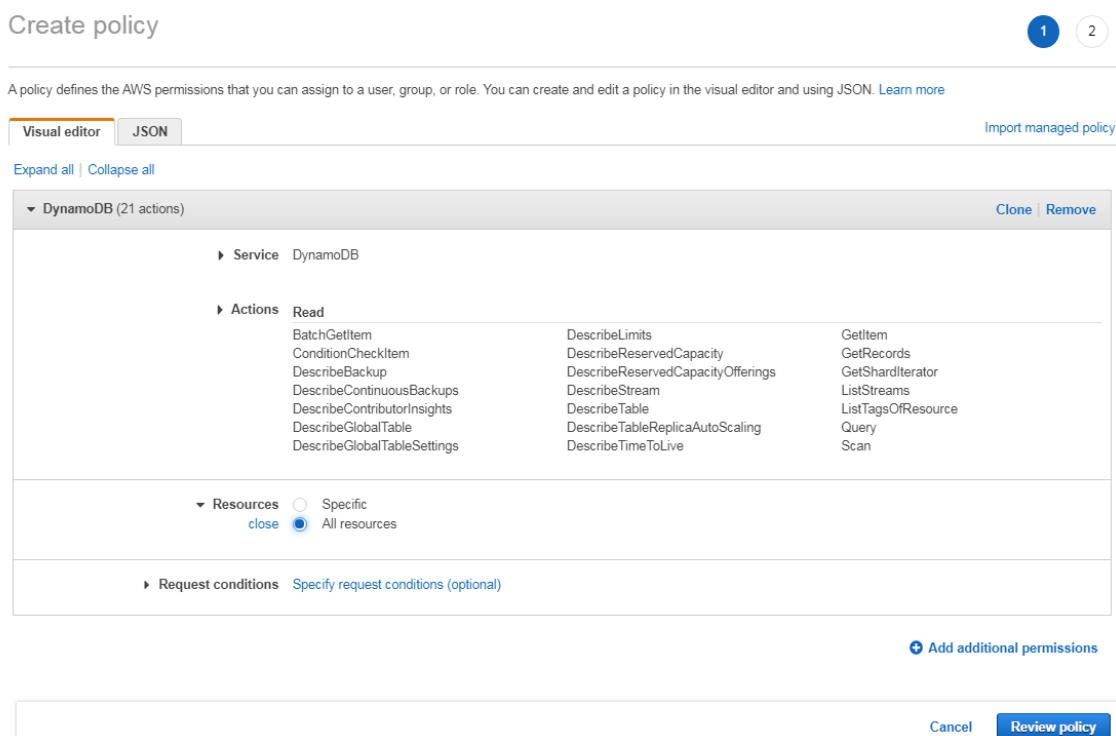 Create policy
1 2
A policy defines the AWS permissions that you can assign to a user, group, or role. You can create and edit a policy in the visual editor and using JSON. Learn more
Visual editor JSON Import managed policy
Expand all | Collapse all
DynamoDB (21 actions) Clone | Remove
Service DynamoDB
Actions Read
BatchGetItem DescribeLimits GetItem
ConditionCheckItem DescribeReservedCapacity GetRecords
DescribeBackup DescribeReservedCapacityOfferings GetShardIterator
DescribeContinuousBackups DescribeStream ListStreams
DescribeContributorInsights DescribeTable ListTagsOfResource
DescribeGlobalTable DescribeTableReplicaAutoScaling Query
DescribeGlobalTableSettings DescribeTimeToLive Scan
Resources Specific
close All resources
Request conditions Specify request conditions (optional)
Add additional permissions
Cancel Review policy